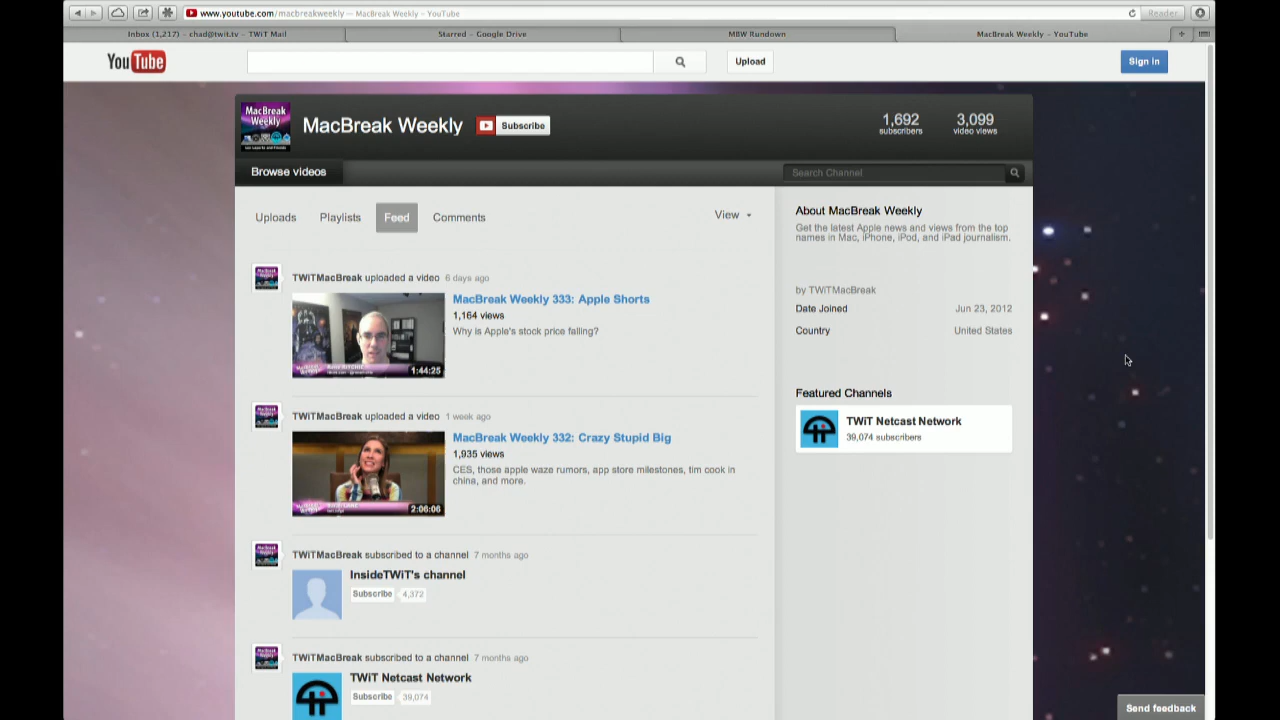 www.youtube.com/macbreakweekly — MacBreak Weekly – YouTube
Reader
Inbox (1,217) - chad@twit.tv - TWiT Mail
Starred – Google Drive
MBW Rundown
MacBreak Weekly – YouTube
YouTube
Upload
Sign in
MacBreak Weekly
MacBreak Weekly
Subscribe
1,692
subscribers
3,099
video views
Browse videos
Search Channel
Uploads
Playlists
Feed
Comments
View
About MacBreak Weekly
Get the latest Apple news and views from the top
names in Mac, iPhone, iPod, and iPad journalism.
by TWiTMacBreak
Date Joined
Jun 23, 2012
Country
United States
Featured Channels
TWiT Netcast Network
39,074 subscribers
TWiTMacBreak uploaded a video 6 days ago
MacBreak Weekly 333: Apple Shorts
1,164 views
Why is Apple's stock price falling?
1:44:25
TWiTMacBreak uploaded a video 1 week ago
MacBreak Weekly 332: Crazy Stupid Big
1,935 views
CES, those apple waze rumors, app store milestones, tim cook in
china, and more.
2:06:06
TWiTMacBreak subscribed to a channel 7 months ago
InsideTWiT's channel
Subscribe 4,372
TWiTMacBreak subscribed to a channel 7 months ago
TWiT Netcast Network
Subscribe 39,074
Send feedback